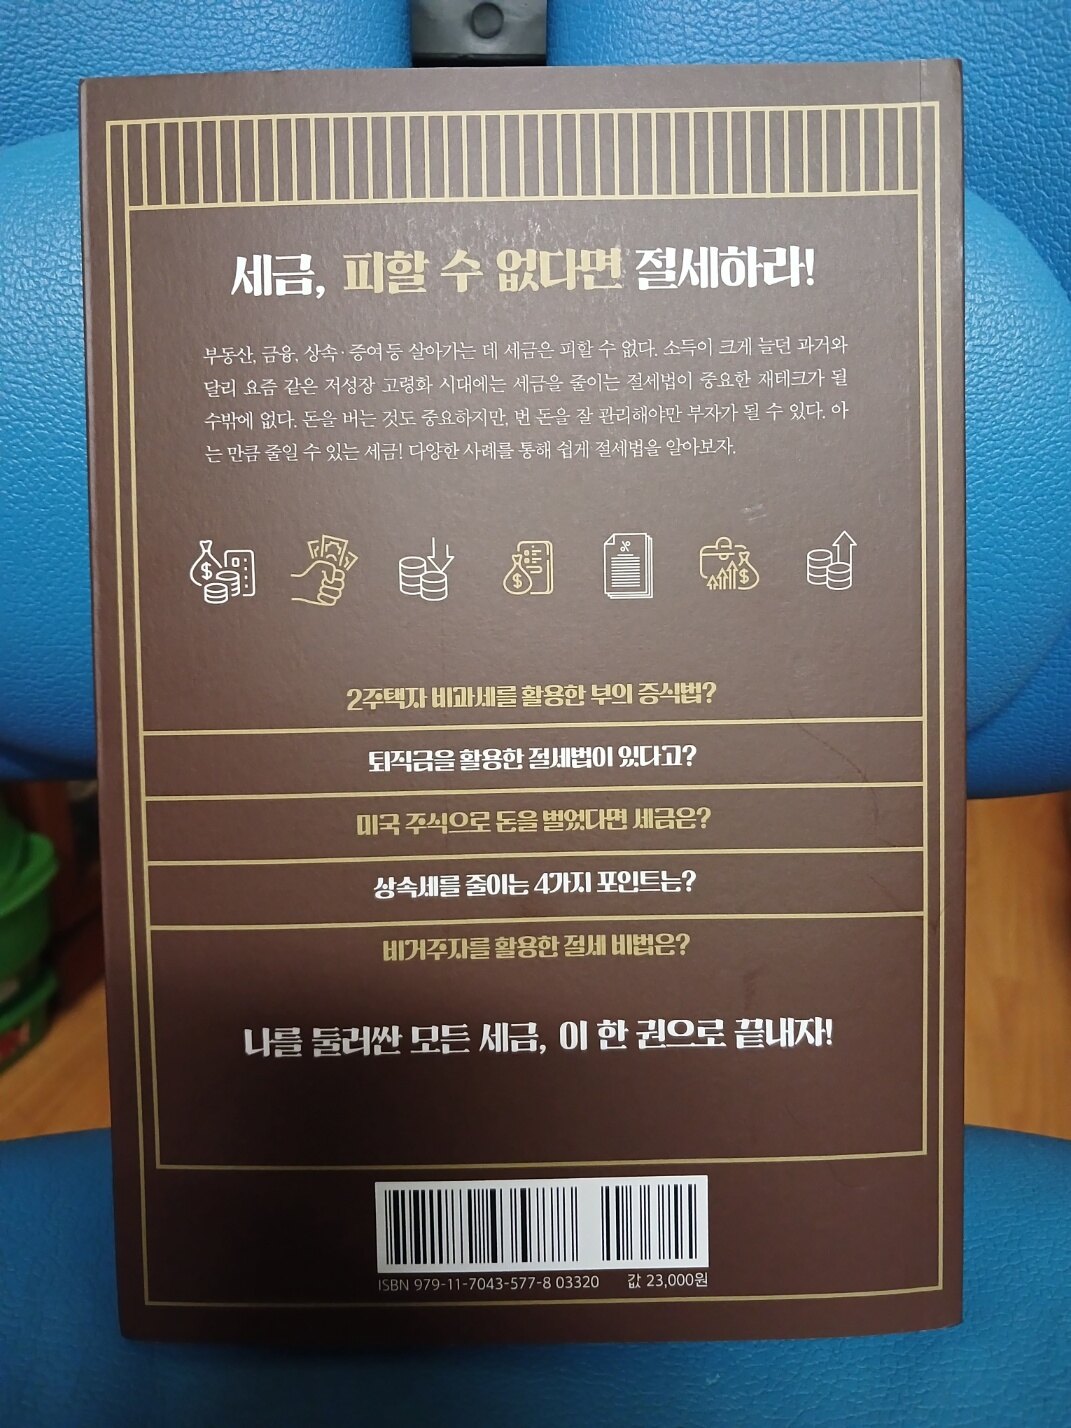 세금, 피할 수 없다면 절세하라!
부동산, 금융, 상속·증여 등 살아가는 데 세금은 피할 수 없다. 소득이 크게 늘던 과거와
달리 요즘 같은 저성장 고령화 시대에는 세금을 줄이는 절세법이 중요한 재테크가 될
수밖에 없다. 돈을 버는 것도 중요하지만, 번 돈을 잘 관리해야만 부자가 될 수 있다. 아
는 만큼 줄일 수 있는 세금! 다양한 사례를 통해 쉽게 절세법을 알아보자.
2주택자 비과세를 활용한 부의 증식법?
퇴직금을 활용한 절세법이 있다고?
미국 주식으로 돈을 벌었다면 세금은?
상속세를 줄이는 4가지 포인트는?
비거주자를 활용한 절세 비법은?
나를 둘러싼 모든 세금, 이 한 권으로 끝내자!
ISBN 979-11-7043-577-8 03320 값 23,000원